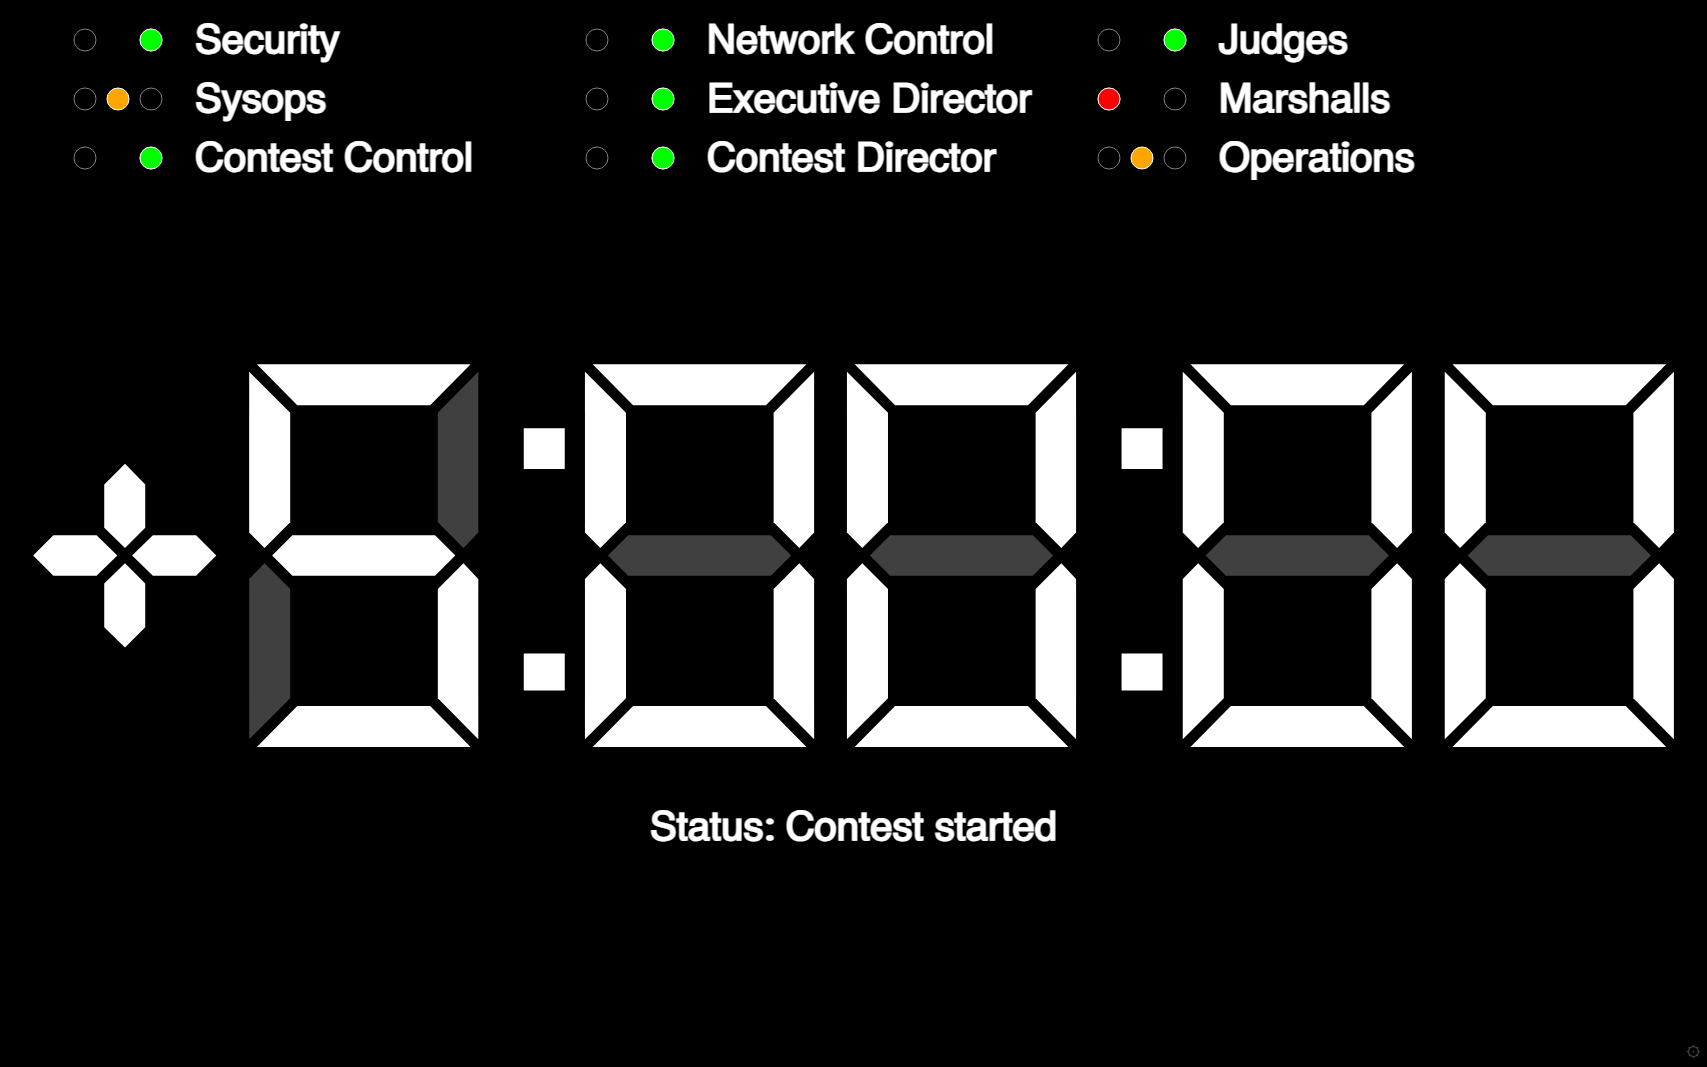 Security Network Control Judges
Sysops Executive Director Marshalls
Contest Control Contest Director Operations
+5:00:00
Status: Contest started